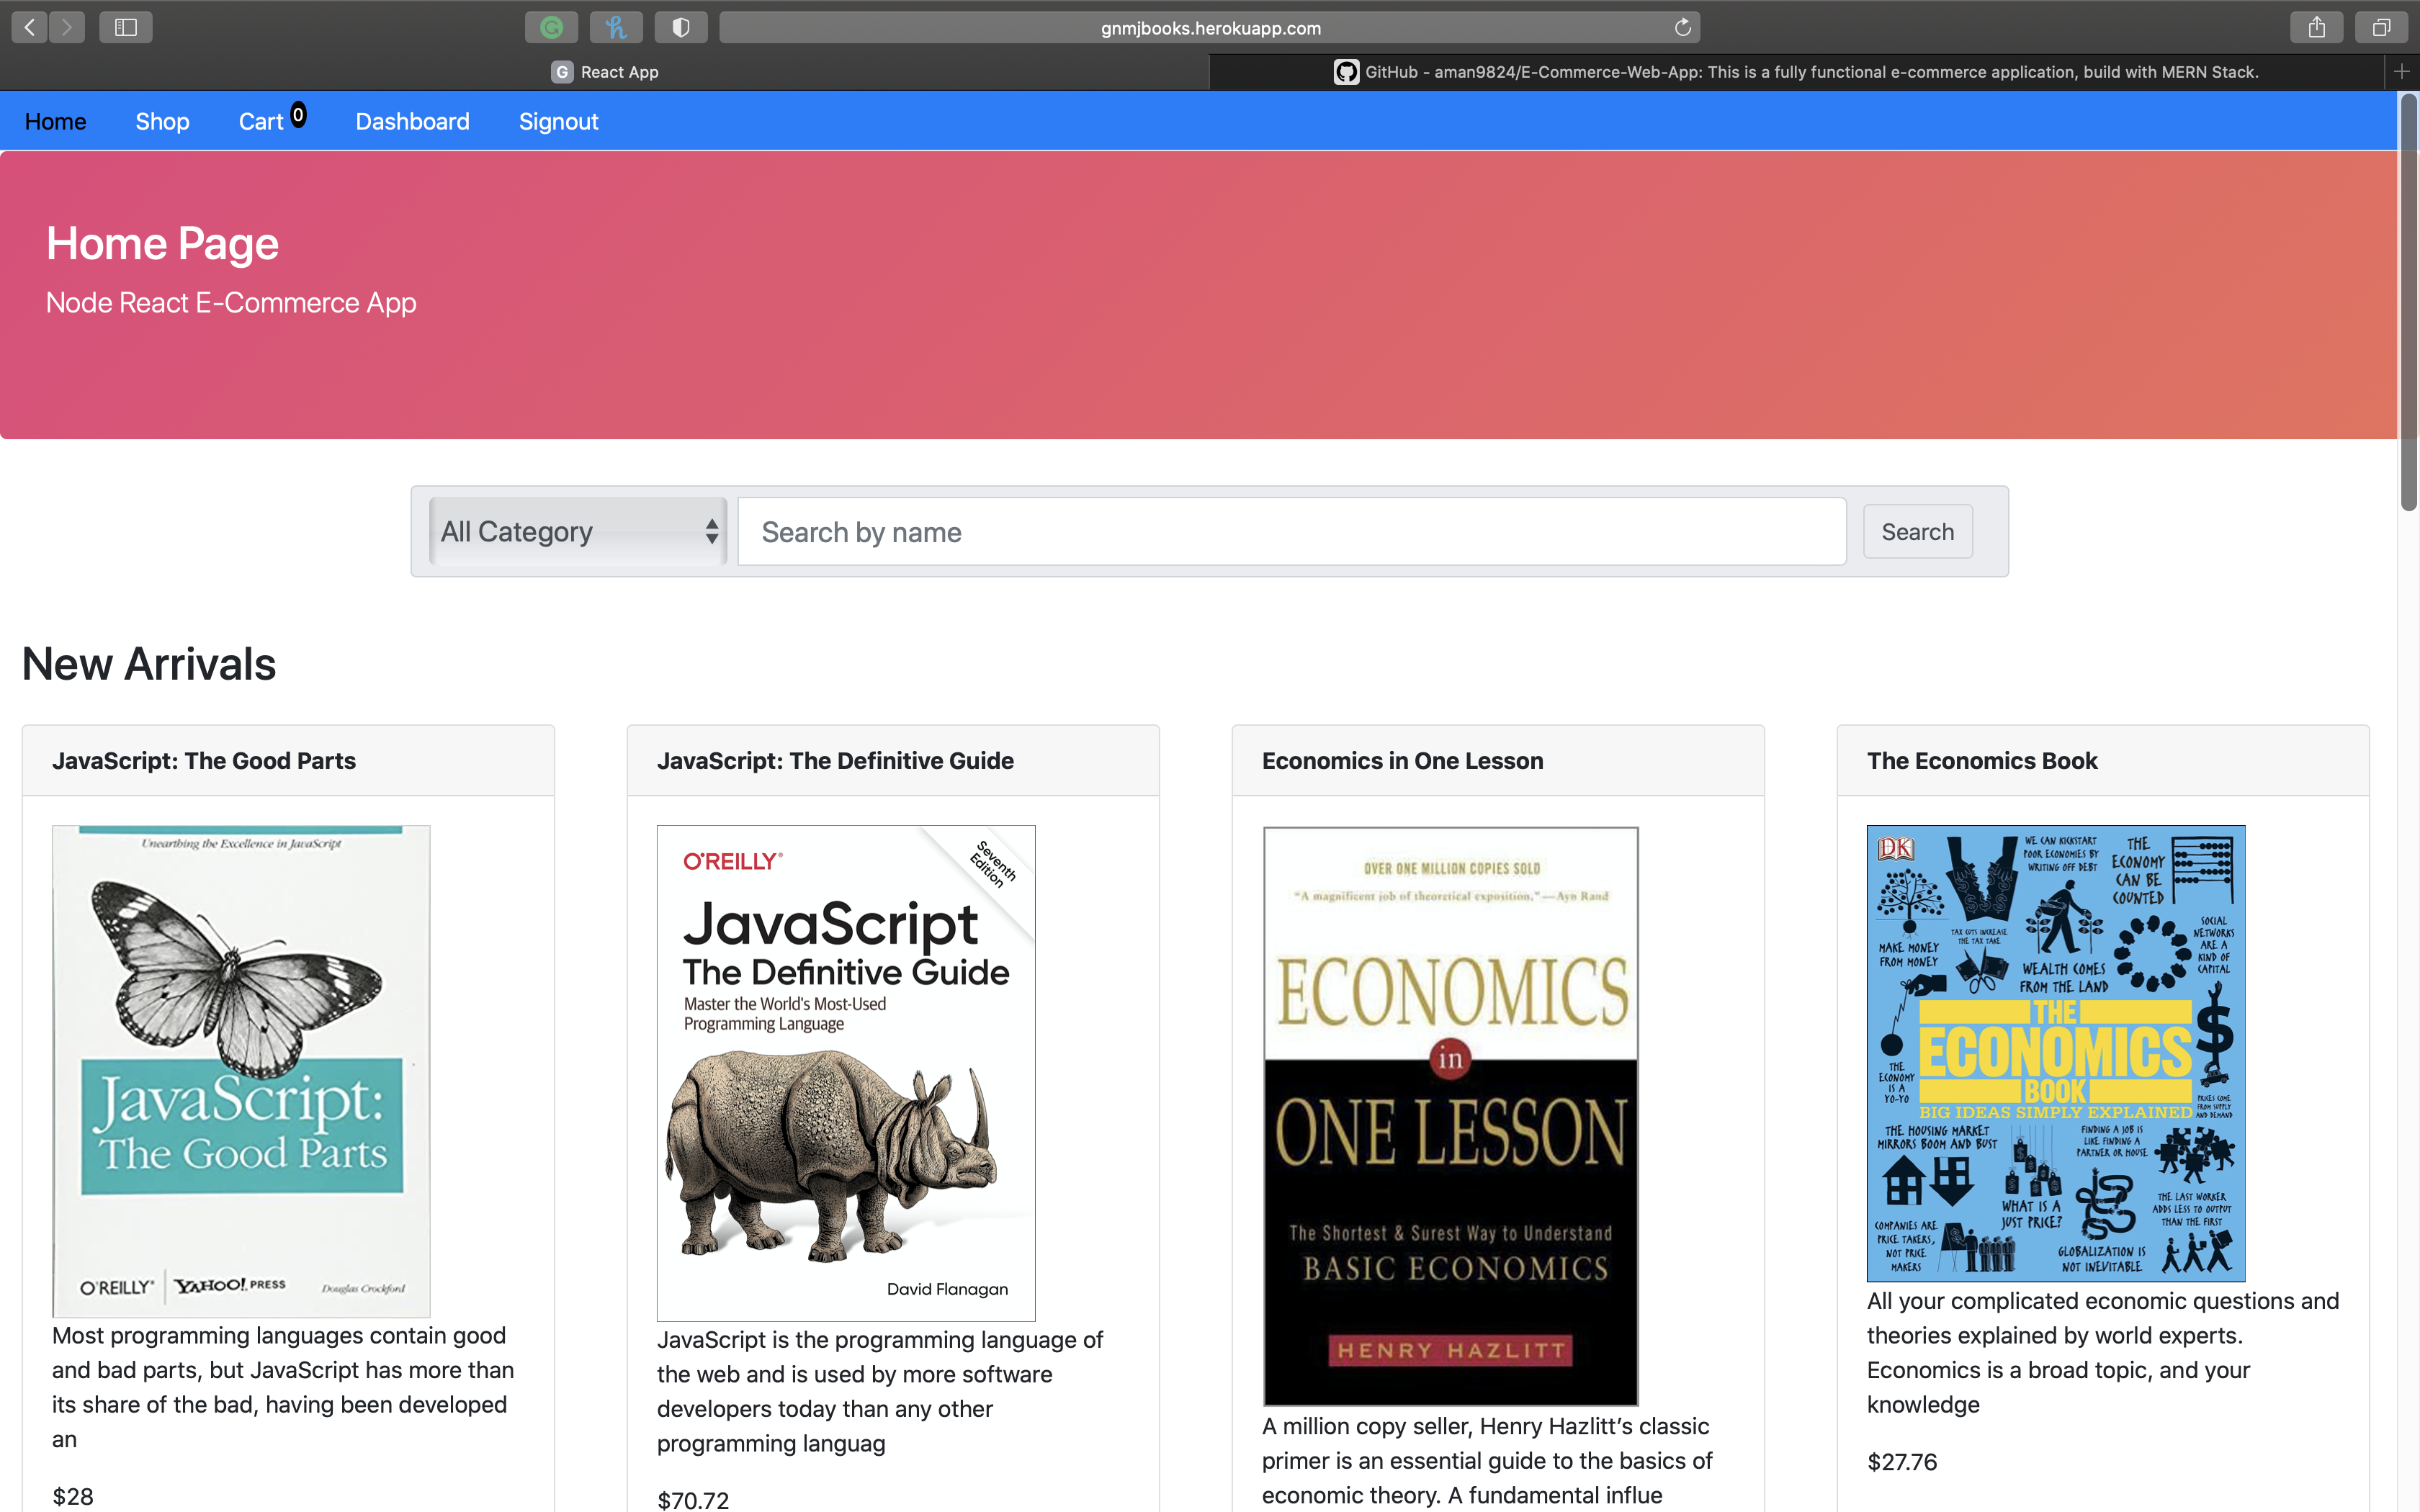 gnmjbooks.herokuapp.com
G React App
GitHub - aman9824/E-Commerce-Web-App: This is a fully functional e-commerce application, build with MERN Stack.
Home Shop Cart 0 Dashboard Signout
Home Page
Node React E-Commerce App
All Category Search by name Search
New Arrivals
JavaScript: The Good Parts
Unearthing the Excellence in JavaScript
JavaScript:
The Good Parts
O'REILLY® YAHOO! PRESS Douglas Crockford
Most programming languages contain good
and bad parts, but JavaScript has more than
its share of the bad, having been developed
an
$28
JavaScript: The Definitive Guide
O'REILLY®
Seventh
Edition
JavaScript
The Definitive Guide
Master the World's Most-Used
Programming Language
David Flanagan
JavaScript is the programming language of
the web and is used by more software
developers today than any other
programming languag
$70.72
Economics in One Lesson
OVER ONE MILLION COPIES SOLD
"A magnificent job of theoretical exposition."—Ayn Rand
ECONOMICS
in
ONE LESSON
The Shortest & Surest Way to Understand
BASIC ECONOMICS
HENRY HAZLITT
A million copy seller, Henry Hazlitt’s classic
primer is an essential guide to the basics of
economic theory. A fundamental influe
The Economics Book
DK
WE CAN KICKSTART
POOR ECONOMIES BY
WRITING OFF DEBT
THE
ECONOMY
CAN BE
COUNTED
MAKE MONEY
FROM MONEY
TAX CUTS INCREASE
THE TAX TAKE
SOCIAL
NETWORKS
ARE A
KIND OF
CAPITAL
WEALTH COMES
FROM THE LAND
THE
ECONOMY
IS A
YO-YO
THE
ECONOMICS
BOOK
BIG IDEAS SIMPLY EXPLAINED
PRICES COME
FROM SUPPLY
AND DEMAND
THE HOUSING MARKET
MIRRORS BOOM AND BUST
FINDING A JOB IS
LIKE FINDING A
PARTNER OR HOUSE
WHAT IS A
JUST PRICE?
THE LAST WORKER
ADDS LESS TO OUTPUT
THAN THE FIRST
COMPANIES ARE
PRICE TAKERS,
NOT PRICE
MAKERS
GLOBALIZATION IS
NOT INEVITABLE
All your complicated economic questions and
theories explained by world experts.
Economics is a broad topic, and your
knowledge
$27.76